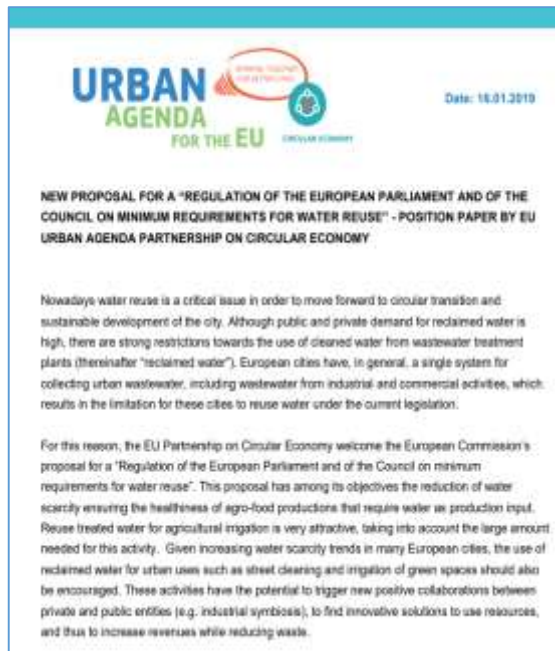 URBAN
AGENDA
FOR THE EU
CIRCULAR ECONOMY
Date: 16.01.2019
NEW PROPOSAL FOR A “REGULATION OF THE EUROPEAN PARLIAMENT AND OF THE
COUNCIL ON MINIMUM REQUIREMENTS FOR WATER REUSE” - POSITION PAPER BY EU
URBAN AGENDA PARTNERSHIP ON CIRCULAR ECONOMY
Nowadays water reuse is a critical issue in order to move forward to circular transition and
sustainable development of the city. Although public and private demand for reclaimed water is
high, there are strong restrictions towards the use of cleaned water from wastewater treatment
plants (thereinafter “reclaimed water”). European cities have, in general, a single system for
collecting urban wastewater, including wastewater from industrial and commercial activities, which
results in the limitation for these cities to reuse water under the current legislation.
For this reason, the EU Partnership on Circular Economy welcome the European Commission’s
proposal for a “Regulation of the European Parliament and of the Council on minimum
requirements for water reuse”. This proposal has among its objectives the reduction of water
scarcity ensuring the healthiness of agro-food productions that require water as production input.
Reuse treated water for agricultural irrigation is very attractive, taking into account the large amount
needed for this activity. Given increasing water scarcity trends in many European cities, the use of
reclaimed water for urban uses such as street cleaning and irrigation of green spaces should also
be encouraged. These activities have the potential to trigger new positive collaborations between
private and public entities (e.g. industrial symbiosis), to find innovative solutions to use resources,
and thus to increase revenues while reducing waste.